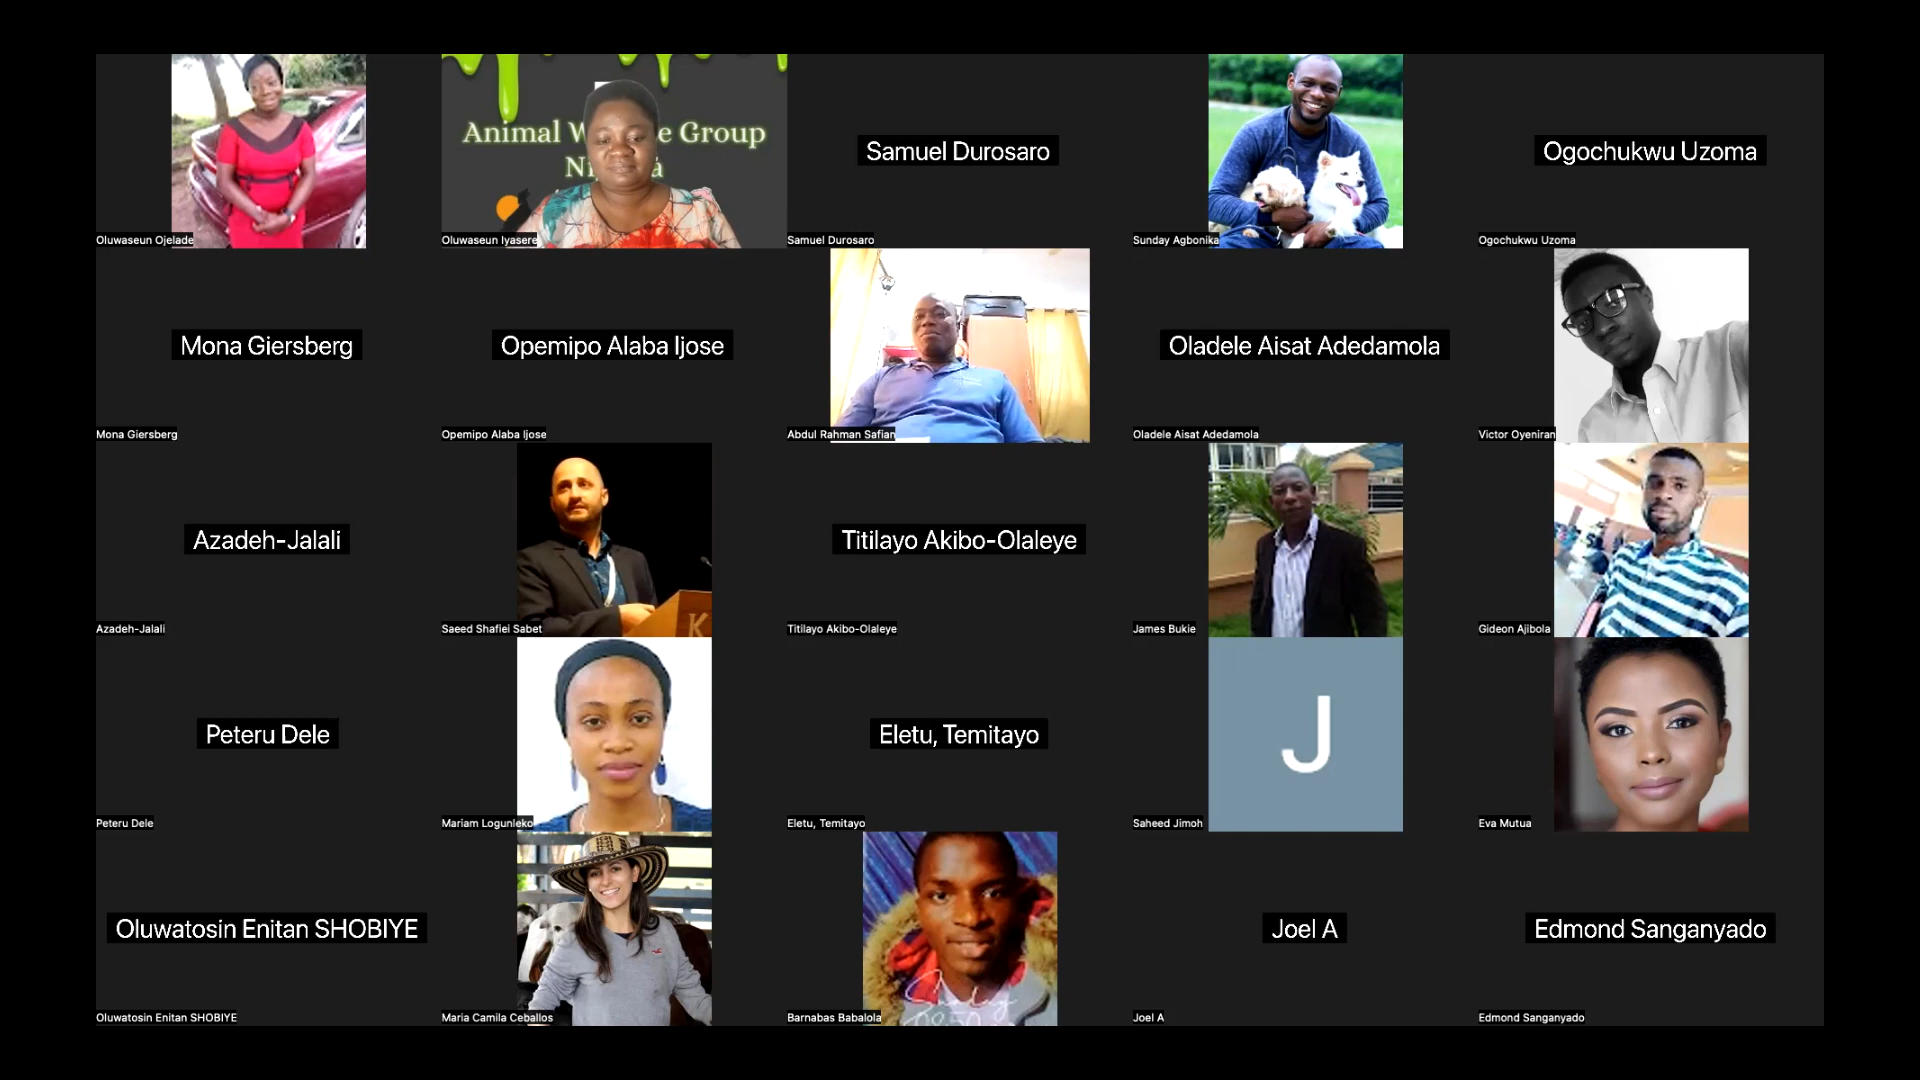 Animal W e Group
Ni a
Samuel Durosaro
Ogochukwu Uzoma
Oluwaseun Ojelade
Oluwaseun Iyasere
Samuel Durosaro
Sunday Agbonika
Ogochukwu Uzoma
Mona Giersberg
Opemipo Alaba Ijose
Oladele Aisat Adedamola
Mona Giersberg
Opemipo Alaba Ijose
Abdul Rahman Safian
Oladele Aisat Adedamola
Victor Oyeniran
Azadeh-Jalali
Titilayo Akibo-Olaleye
K
Azadeh-Jalali
Saeed Shafiei Sabet
Titilayo Akibo-Olaleye
James Bukie
Gideon Ajibola
Peteru Dele
Eletu, Temitayo
J
Peteru Dele
Mariam Logunleko
Eletu, Temitayo
Saheed Jimoh
Eva Mutua
Oluwatosin Enitan SHOBIYE
Joel A
Edmond Sanganyado
Sunday
Oluwatosin Enitan SHOBIYE
Maria Camila Ceballos
Barnabas Babalola
Joel A
Edmond Sanganyado